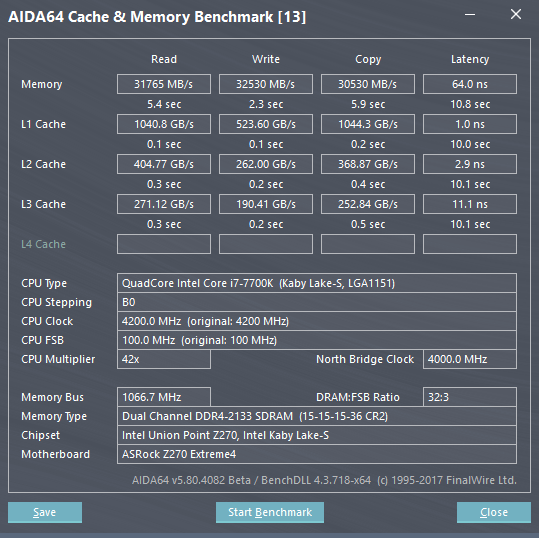 AIDA64 Cache & Memory Benchmark [13]
Read Write Copy Latency
Memory 31765 MB/s 32530 MB/s 30530 MB/s 64.0 ns
5.4 sec 2.3 sec 5.9 sec 10.8 sec
L1 Cache 1040.8 GB/s 523.60 GB/s 1044.3 GB/s 1.0 ns
0.1 sec 0.1 sec 0.2 sec 10.0 sec
L2 Cache 404.77 GB/s 262.00 GB/s 368.87 GB/s 2.9 ns
0.3 sec 0.2 sec 0.4 sec 10.1 sec
L3 Cache 271.12 GB/s 190.41 GB/s 252.84 GB/s 11.1 ns
0.3 sec 0.2 sec 0.5 sec 10.1 sec
L4 Cache
CPU Type QuadCore Intel Core i7-7700K (Kaby Lake-S, LGA1151)
CPU Stepping B0
CPU Clock 4200.0 MHz (original: 4200 MHz)
CPU FSB 100.0 MHz (original: 100 MHz)
CPU Multiplier 42x North Bridge Clock 4000.0 MHz
Memory Bus 1066.7 MHz DRAM:FSB Ratio 32:3
Memory Type Dual Channel DDR4-2133 SDRAM (15-15-15-36 CR2)
Chipset Intel Union Point Z270, Intel Kaby Lake-S
Motherboard ASRock Z270 Extreme4
AIDA64 v5.80.4082 Beta / BenchDLL 4.3.718-x64 (c) 1995-2017 FinalWire Ltd.
Save Start Benchmark Close